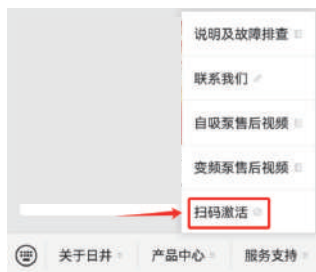 说明及故障排查
联系我们
自吸泵售后视频
变频泵售后视频
扫码激活
关于日井 产品中心 服务支持